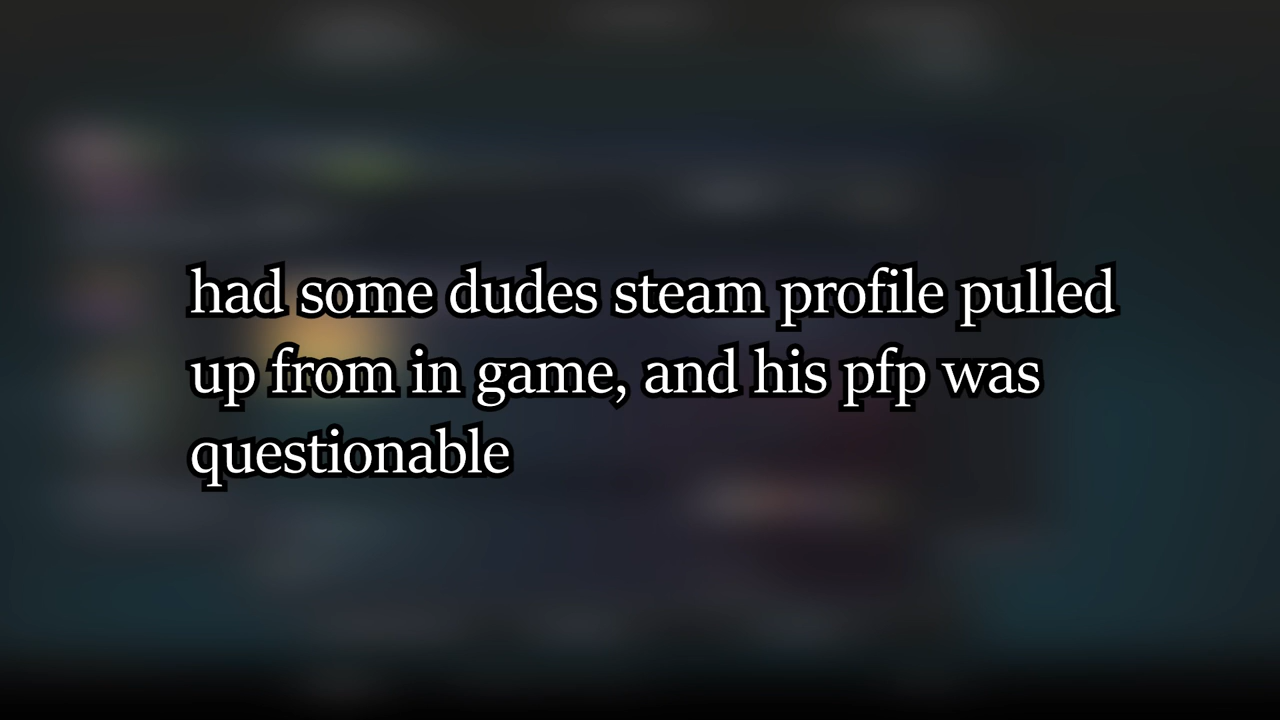 had some dudes steam profile pulled
up from in game, and his pfp was
questionable